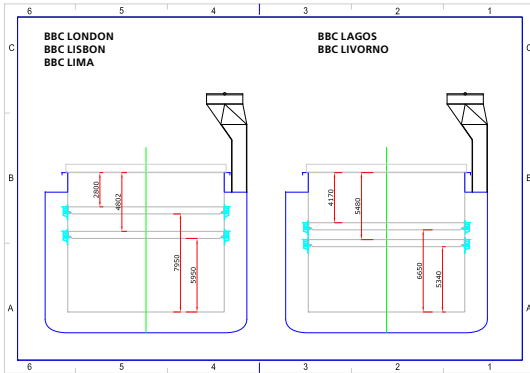 6 5 4 3 2 1
C C
BBC LONDON
BBC LISBON
BBC LIMA
BBC LAGOS
BBC LIVORNO
B B
2800
4802
7950
5950
4170
5480
6650
5340
A A
6 5 4 3 2 1